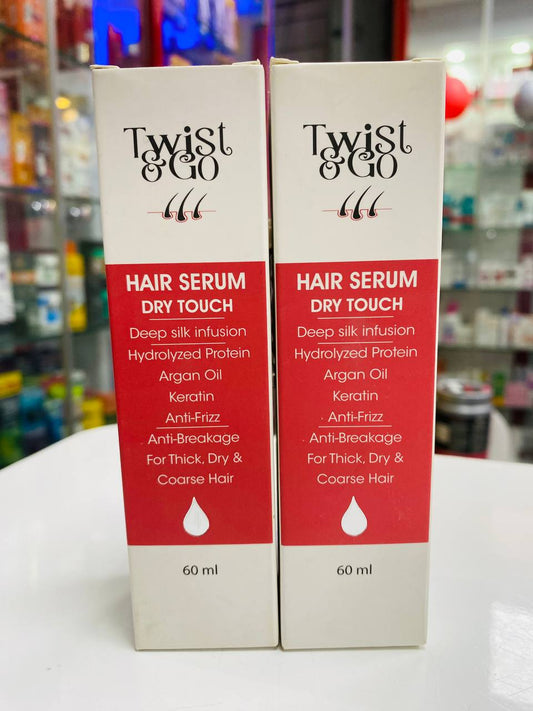 Twist
& Go
HAIR SERUM
DRY TOUCH
Deep silk infusion
Hydrolyzed Protein
Argan Oil
Keratin
Anti-Frizz
Anti-Breakage
For Thick, Dry &
Coarse Hair
60 ml
Twist
& Go
HAIR SERUM
DRY TOUCH
Deep silk infusion
Hydrolyzed Protein
Argan Oil
Keratin
Anti-Frizz
Anti-Breakage
For Thick, Dry &
Coarse Hair
60 ml